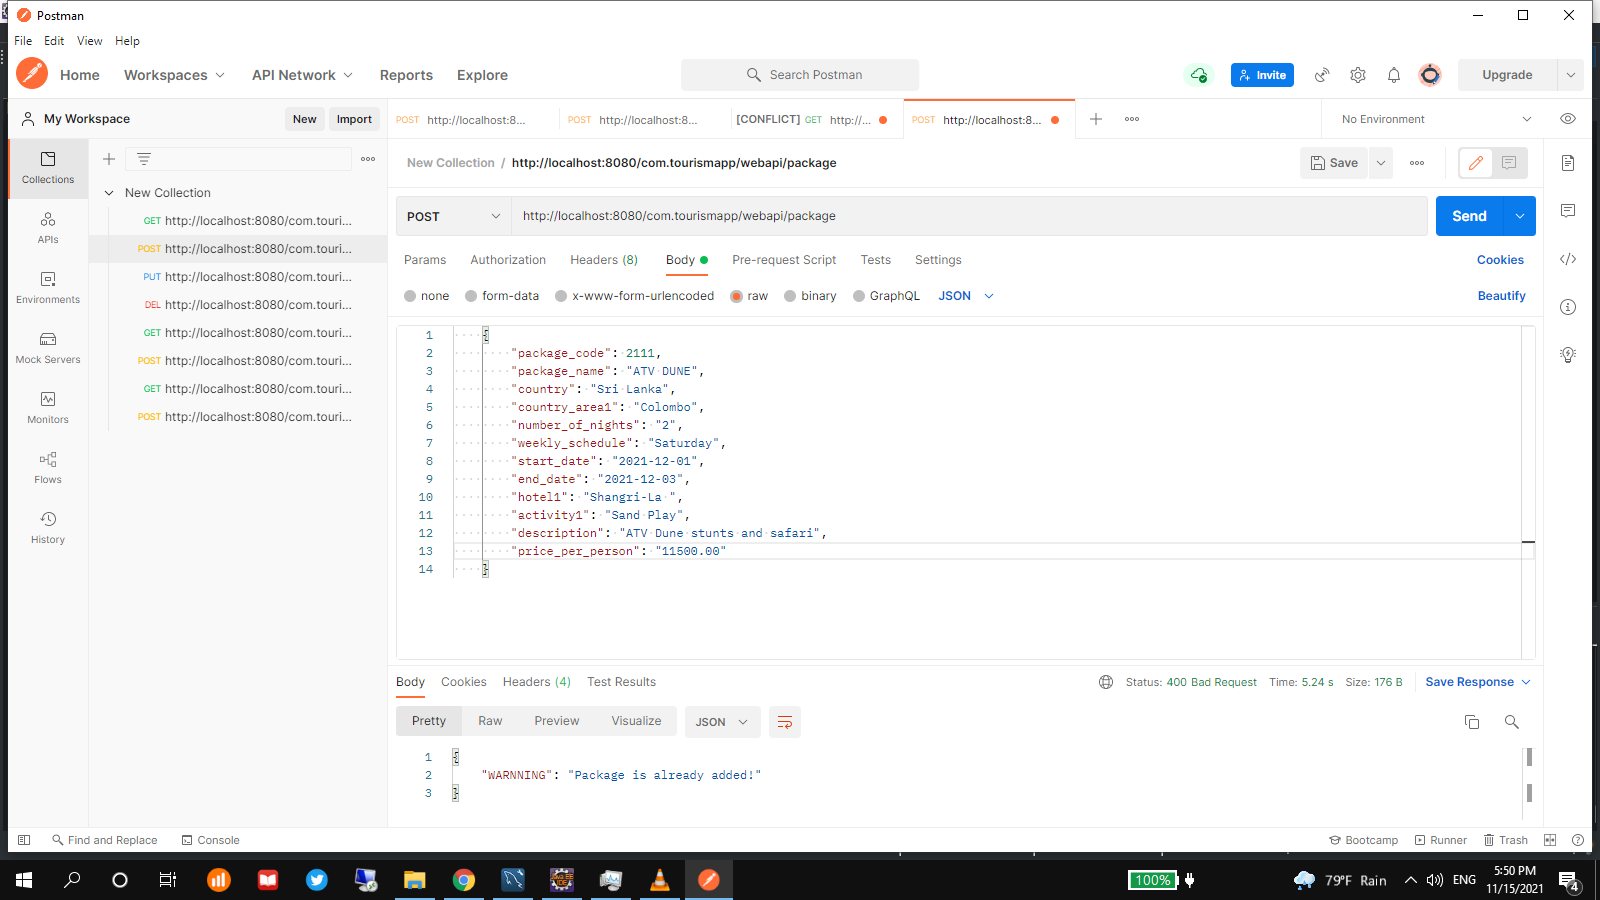 Postman
File Edit View Help
Home Workspaces API Network Reports Explore
Search Postman
Invite
Upgrade
My Workspace
New Import
POST http://localhost:8...
POST http://localhost:8...
[CONFLICT] GET http://...
POST http://localhost:8...
No Environment
New Collection / http://localhost:8080/com.tourismapp/webapi/package
Save
Collections
APIs
Environments
Mock Servers
Monitors
Flows
History
New Collection
GET http://localhost:8080/com.touri...
POST http://localhost:8080/com.touri...
PUT http://localhost:8080/com.touri...
DEL http://localhost:8080/com.touri...
GET http://localhost:8080/com.touri...
POST http://localhost:8080/com.touri...
GET http://localhost:8080/com.touri...
POST http://localhost:8080/com.touri...
POST http://localhost:8080/com.tourismapp/webapi/package
Send
Params Authorization Headers (8) Body Pre-request Script Tests Settings Cookies
none form-data x-www-form-urlencoded raw binary GraphQL JSON Beautify
1 {
2 "package_code": 2111,
3 "package_name": "ATV DUNE",
4 "country": "Sri Lanka",
5 "country_area1": "Colombo",
6 "number_of_nights": "2",
7 "weekly_schedule": "Saturday",
8 "start_date": "2021-12-01",
9 "end_date": "2021-12-03",
10 "hotel1": "Shangri-La ",
11 "activity1": "Sand Play",
12 "description": "ATV Dune stunts and safari",
13 "price_per_person": "11500.00"
14 }
Body Cookies Headers (4) Test Results
Status: 400 Bad Request Time: 5.24 s Size: 176 B Save Response
Pretty Raw Preview Visualize JSON
1 {
2 "WARNNING": "Package is already added!"
3 }
Find and Replace Console
Bootcamp Runner Trash
100%
79°F Rain
ENG
5:50 PM
11/15/2021
4